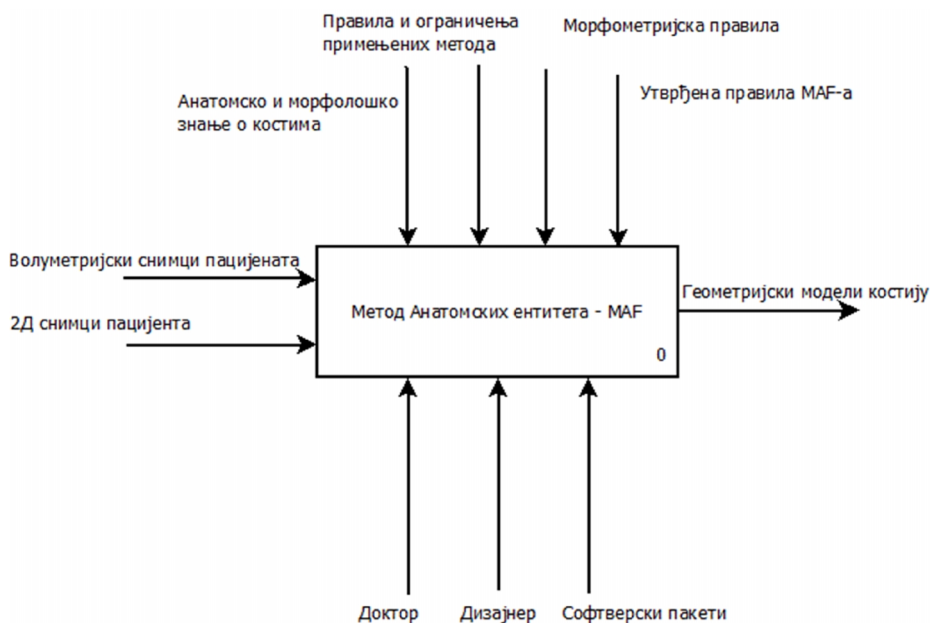 Правила и ограничења
примењених метода
Морфометријска правила
Анатомско и морфолошко
знање о костима
Утврђена правила MAF-а
Волуметријски снимци пацијената
2Д снимци пацијента
Метод Анатомских ентитета - MAF
0
Геометријски модели костију
Доктор
Дизајнер
Софтверски пакети